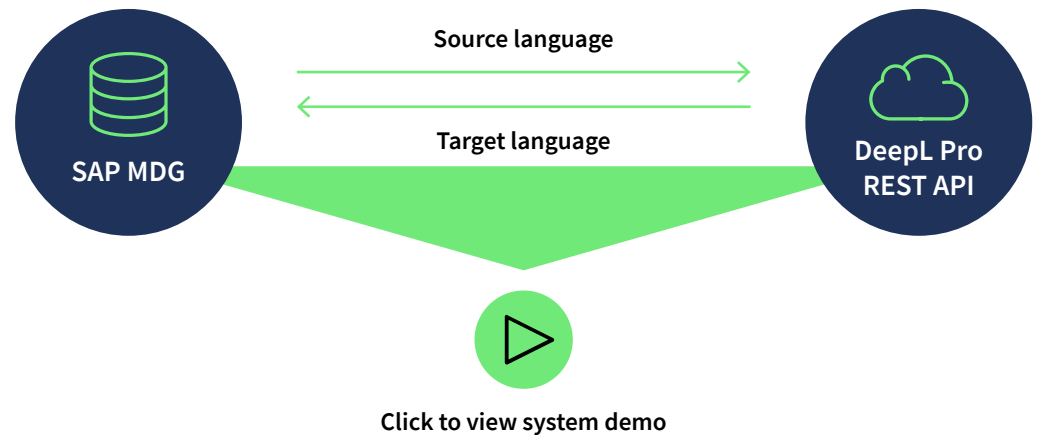 Source language
SAP MDG
Target language
DeepL Pro
REST API
Click to view system demo